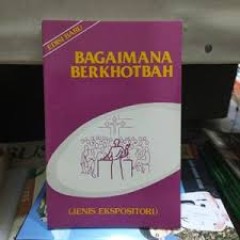 EDISI BARU
BAGAIMANA
BERKHOTBAH
(JENIS EKSPOSITORI)